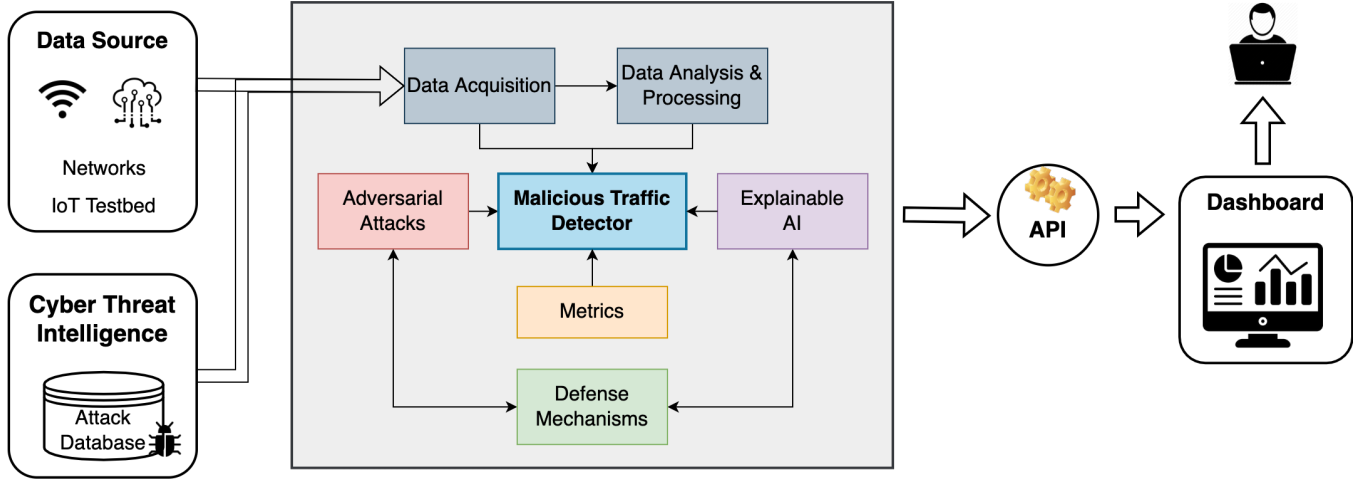 Data Source
Networks
IoT Testbed
Cyber Threat
Intelligence
Attack
Database
Data Acquisition
Data Analysis &
Processing
Adversarial
Attacks
Malicious Traffic
Detector
Explainable
AI
Metrics
Defense
Mechanisms
API
Dashboard